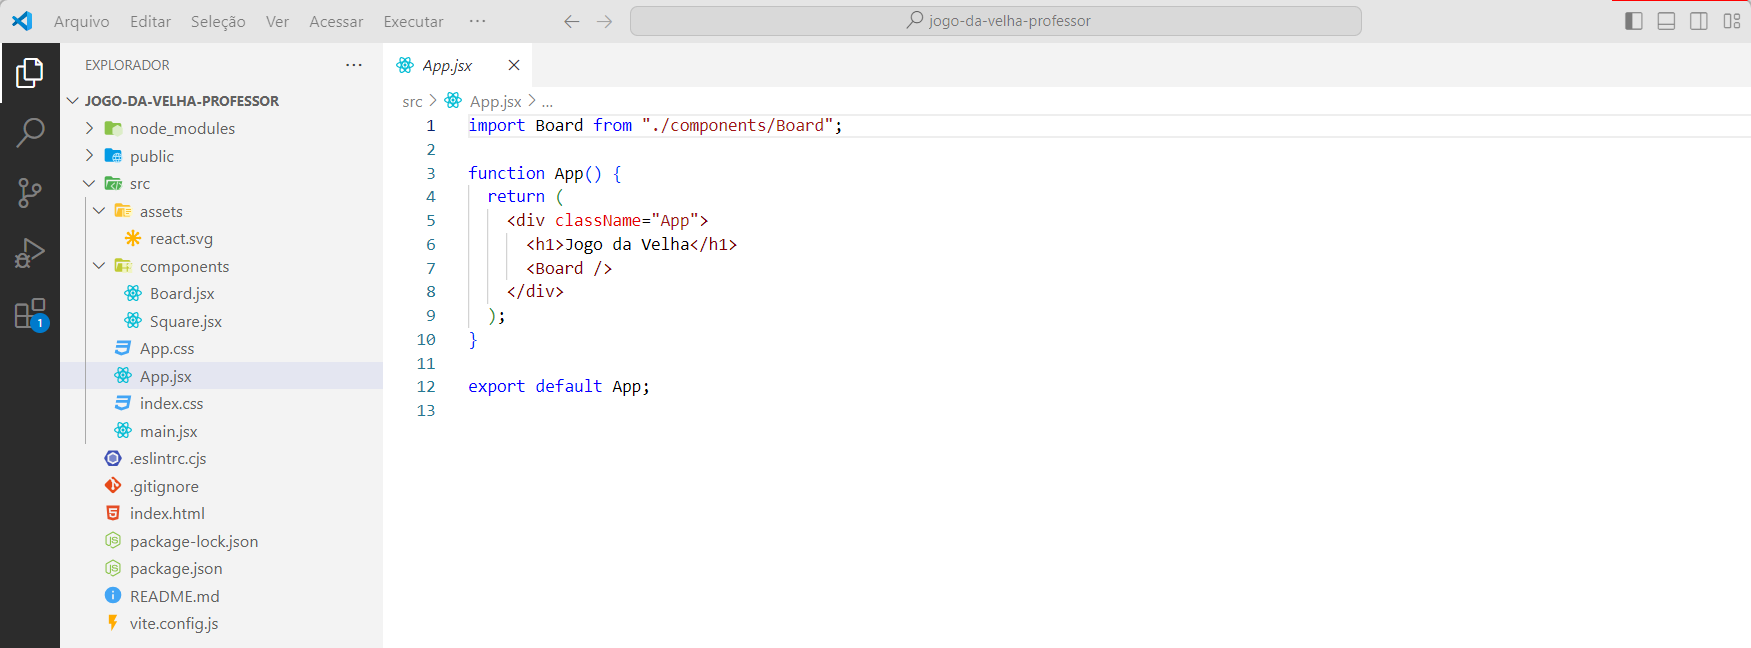 Arquivo Editar Seleção Ver Acessar Executar ··· jogo-da-velha-professor
EXPLORADOR ···
JOGO-DA-VELHA-PROFESSOR
node_modules
public
src
assets
react.svg
components
Board.jsx
Square.jsx
App.css
App.jsx
index.css
main.jsx
.eslintrc.cjs
.gitignore
index.html
package-lock.json
package.json
README.md
vite.config.js
1
App.jsx
src > App.jsx > ...
1 import Board from "./components/Board";
2
3 function App() {
4 return (
5 <div className="App">
6 <h1>Jogo da Velha</h1>
7 <Board />
8 </div>
9 );
10 }
11
12 export default App;
13